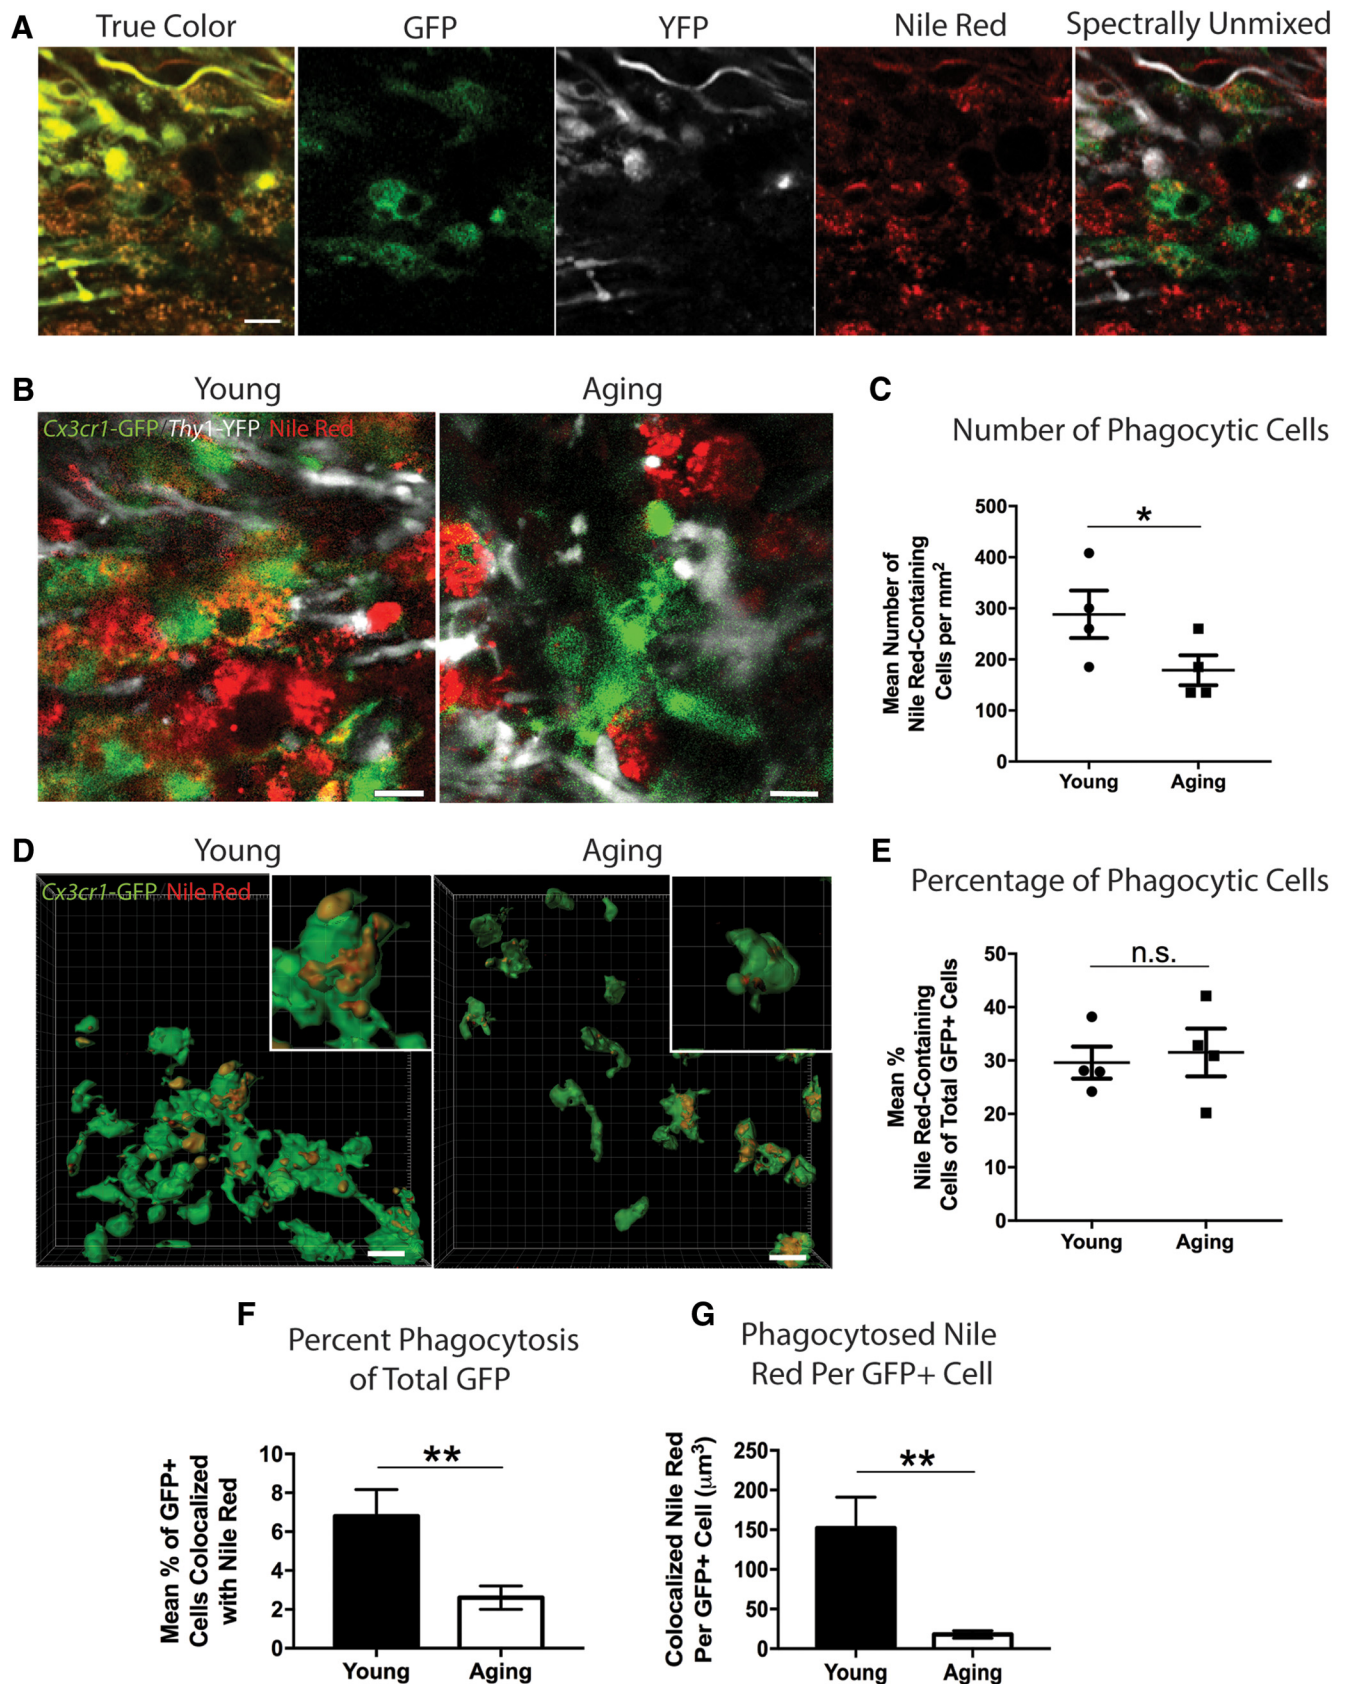 A
True Color
GFP
YFP
Nile Red
Spectrally Unmixed
B
Young
Aging
Cx3cr1-GFP Thy1-YFP Nile Red
C
Number of Phagocytic Cells
Mean Number of
Nile Red-Containing
Cells per mm2
500
400
300
200
100
0
*
Young
Aging
D
Young
Aging
Cx3cr1-GFP Nile Red
E
Percentage of Phagocytic Cells
Mean %
Nile Red-Containing
Cells of Total GFP+ Cells
50
40
30
20
10
0
n.s.
Young
Aging
F
Percent Phagocytosis
of Total GFP
Mean % of GFP+
Cells Colocalized
with Nile Red
10
8
6
4
2
0
**
Young
Aging
G
Phagocytosed Nile
Red Per GFP+ Cell
Colocalized Nile Red
Per GFP+ Cell (μm3)
250
200
150
100
50
0
**
Young
Aging